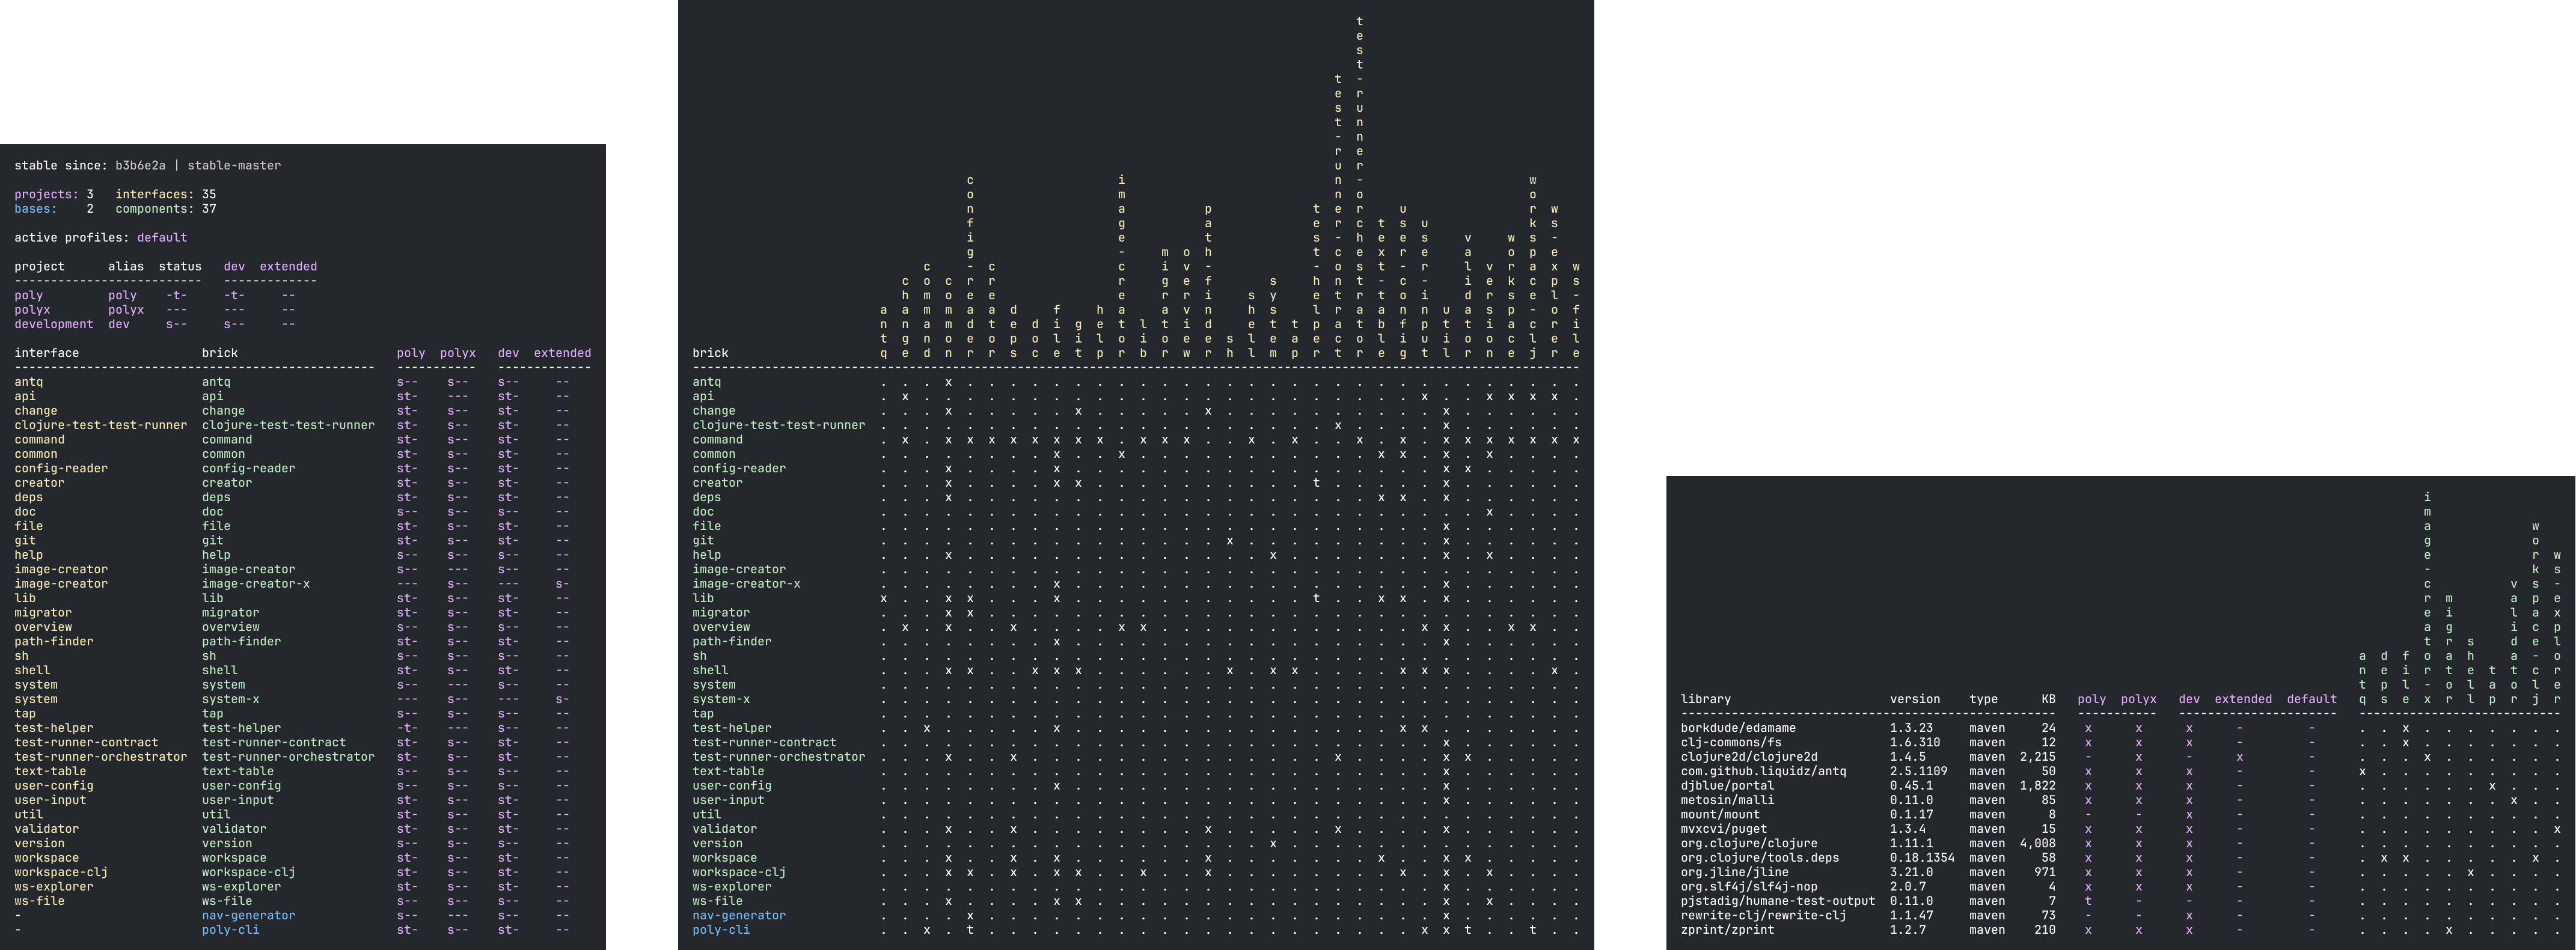 stable since: b3b6e2a | stable-master
projects: 3   interfaces: 35
bases:    2   components: 37
active profiles: default
project      alias  status   dev  extended
--------------------------   -------------
poly         poly    -t-     -t-     --
polyx        polyx   ---     ---     --
development  dev     s--     s--     --
interface                 brick                      poly  polyx   dev  extended
--------------------------------------------------   -----------   -------------
antq                      antq                       s--    s--    s--     --
api                       api                        st-    ---    st-     --
change                    change                     st-    s--    st-     --
clojure-test-test-runner  clojure-test-test-runner   st-    s--    st-     --
command                   command                    st-    s--    st-     --
common                    common                     st-    s--    st-     --
config-reader             config-reader              st-    s--    st-     --
creator                   creator                    st-    s--    st-     --
deps                      deps                       st-    s--    st-     --
doc                       doc                        s--    s--    s--     --
file                      file                       st-    s--    st-     --
git                       git                        st-    s--    st-     --
help                      help                       s--    s--    s--     --
image-creator             image-creator              s--    ---    s--     --
image-creator             image-creator-x            ---    s--    ---     s-
lib                       lib                        st-    s--    st-     --
migrator                  migrator                   s--    s--    s--     --
overview                  overview                   s--    s--    s--     --
path-finder               path-finder                st-    s--    st-     --
sh                        sh                         s--    s--    s--     --
shell                     shell                      st-    s--    st-     --
system                    system                     s--    ---    s--     --
system                    system-x                   ---    s--    ---     s-
tap                       tap                        s--    s--    s--     --
test-helper               test-helper                -t-    ---    s--     --
test-runner-contract      test-runner-contract       st-    s--    st-     --
test-runner-orchestrator  test-runner-orchestrator   st-    s--    st-     --
text-table                text-table                 s--    s--    s--     --
user-config               user-config                s--    s--    s--     --
user-input                user-input                 st-    s--    st-     --
util                      util                       st-    s--    st-     --
validator                 validator                  st-    s--    st-     --
version                   version                    s--    s--    s--     --
workspace                 workspace                  st-    s--    st-     --
workspace-clj             workspace-clj              st-    s--    st-     --
ws-explorer               ws-explorer                st-    s--    st-     --
ws-file                   ws-file                    st-    s--    st-     --
-                         nav-generator              s--    ---    s--     --
-                         poly-cli                   st-    s--    st-     --
brick antq change command common config-reader creator deps doc file git help image-creator lib migrator overview path-finder sh shell system tap test-helper test-runner-contract test-runner-orchestrator text-table user-config user-input util validator version workspace workspace-clj ws-explorer ws-file
antq . . . x . . . . . . . . . . . . . . . . . . . . . . . . . . . . .
api . x . . . . . . . . . . . . . . . . . . . . . . . x . . x x x x .
change . . . x . . . . . x . . . . . x . . . . . . . . . . x . . . . . .
clojure-test-test-runner . . . . . . . . . . . . . . . . . . . . . x . . . . x . . . . . .
command . x . x x x x x x x x . x x x . . x . x . . x . x . x x x x x x x
common . . . . . . . . x . . x . . . . . . . . . . . x x . x . x . . . .
config-reader . . . x . . . . x . . . . . . . . . . . . . . . . . x x . . . . .
creator . . . x . . . . x x . . . . . . . . . . t . . . . . x . . . . . .
deps . . . x . . . . . . . . . . . . . . . . . . . x x . x . . . . . .
doc . . . . . . . . . . . . . . . . . . . . . . . . . . . . x . . . .
file . . . . . . . . . . . . . . . . . . . . . . . . . . x . . . . . .
git . . . . . . . . . . . . . . . . x . . . . . . . . . x . . . . . .
help . . . x . . . . . . . . . . . . . . x . . . . . . . x . x . . . .
image-creator . . . . . . . . . . . . . . . . . . . . . . . . . . . . . . . . .
image-creator-x . . . . . . . . x . . . . . . . . . . . . . . . . . x . . . . . .
lib x . . x x . . . x . . . . . . . . . . . t . . x x . x . . . . . .
migrator . . . x x . . . . . . . . . . . . . . . . . . . . . . . . . . . .
overview . x . x . . x . . . . x x . . . . . . . . . . . . x x . . x x . .
path-finder . . . . . . . . x . . . . . . . . . . . . . . . . . x . . . . . .
sh . . . . . . . . . . . . . . . . . . . . . . . . . . . . . . . . .
shell . . . x x . . x x x . . . . . . x . x x . . . . x x x . . . . x .
system . . . . . . . . . . . . . . . . . . . . . . . . . . . . . . . . .
system-x . . . . . . . . . . . . . . . . . . . . . . . . . . . . . . . . .
tap . . . . . . . . . . . . . . . . . . . . . . . . . . . . . . . . .
test-helper . . x . . . . . x . . . . . . . . . . . . . . . x x . . . . . . .
test-runner-contract . . . . . . . . . . . . . . . . . . . . . . . . . . x . . . . . .
test-runner-orchestrator . . . x . . x . . . . . . . . . . . . . . x . . . . x x . . . . .
text-table . . . . . . . . . . . . . . . . . . . . . . . . . . x . . . . . .
user-config . . . . . . . . x . . . . . . . . . . . . . . . . . x . . . . . .
user-input . . . . . . . . . . . . . . . . . . . . . . . . . . x . . . . . .
util . . . . . . . . . . . . . . . . . . . . . . . . . . . . . . . . .
validator . . . x . . x . . . . . . . . x . . . . . x . . . . x . . . . . .
version . . . . . . . . . . . . . . . . . . x . . . . . . . . . . . . . .
workspace . . . x . . x . x . . . . . . x . . . . . . . x . . x x . . . . .
workspace-clj . . . x x . x . x x . . x . . x . . . . . . . . x . x . x . . . .
ws-explorer . . . . . . . . . . . . . . . . . . . . . . . . . . x . . . . . .
ws-file . . . x . . . . x x . . . . . . . . . . . . . . . . x . x . . . .
nav-generator . . . . x . . . . . . . . . . . . . . . . . . . . . x . . . . . .
poly-cli . . x . t . . . . . . . . . . . . . . . . . . . . x x t . . t . .
library version type KB poly polyx dev extended default antq deps file image-creator-x migrator shell tap validator workspace-clj ws-explorer
borkdude/edamame 1.3.23 maven 24 x x x - - . . x . . . . . . .
clj-commons/fs 1.6.310 maven 12 x x x - - . . x . . . . . . .
clojure2d/clojure2d 1.4.5 maven 2,215 - x - x - . . . x . . . . . .
com.github.liquidz/antq 2.5.1109 maven 50 x x x - - x . . . . . . . . .
djblue/portal 0.45.1 maven 1,822 x x x - - . . . . . . x . . .
metosin/malli 0.11.0 maven 85 x x x - - . . . . . . . x . .
mount/mount 0.1.17 maven 8 - - x - - . . . . . . . . . .
mvxcvi/puget 1.3.4 maven 15 x x x - - . . . . . . . . . x
org.clojure/clojure 1.11.1 maven 4,008 x x x - - . . . . . . . . . .
org.clojure/tools.deps 0.18.1354 maven 58 x x x - - . x x . . . . . x .
org.jline/jline 3.21.0 maven 971 x x x - - . . . . . x . . . .
org.slf4j/slf4j-nop 2.0.7 maven 4 x x x - - . . . . . . . . . .
pjstadig/humane-test-output 0.11.0 maven 7 t - - - - . . . . . . . . . .
rewrite-clj/rewrite-clj 1.1.47 maven 73 - - x - - . . . . . . . . . .
zprint/zprint 1.2.7 maven 210 x x x - - . . . . x . . . . .